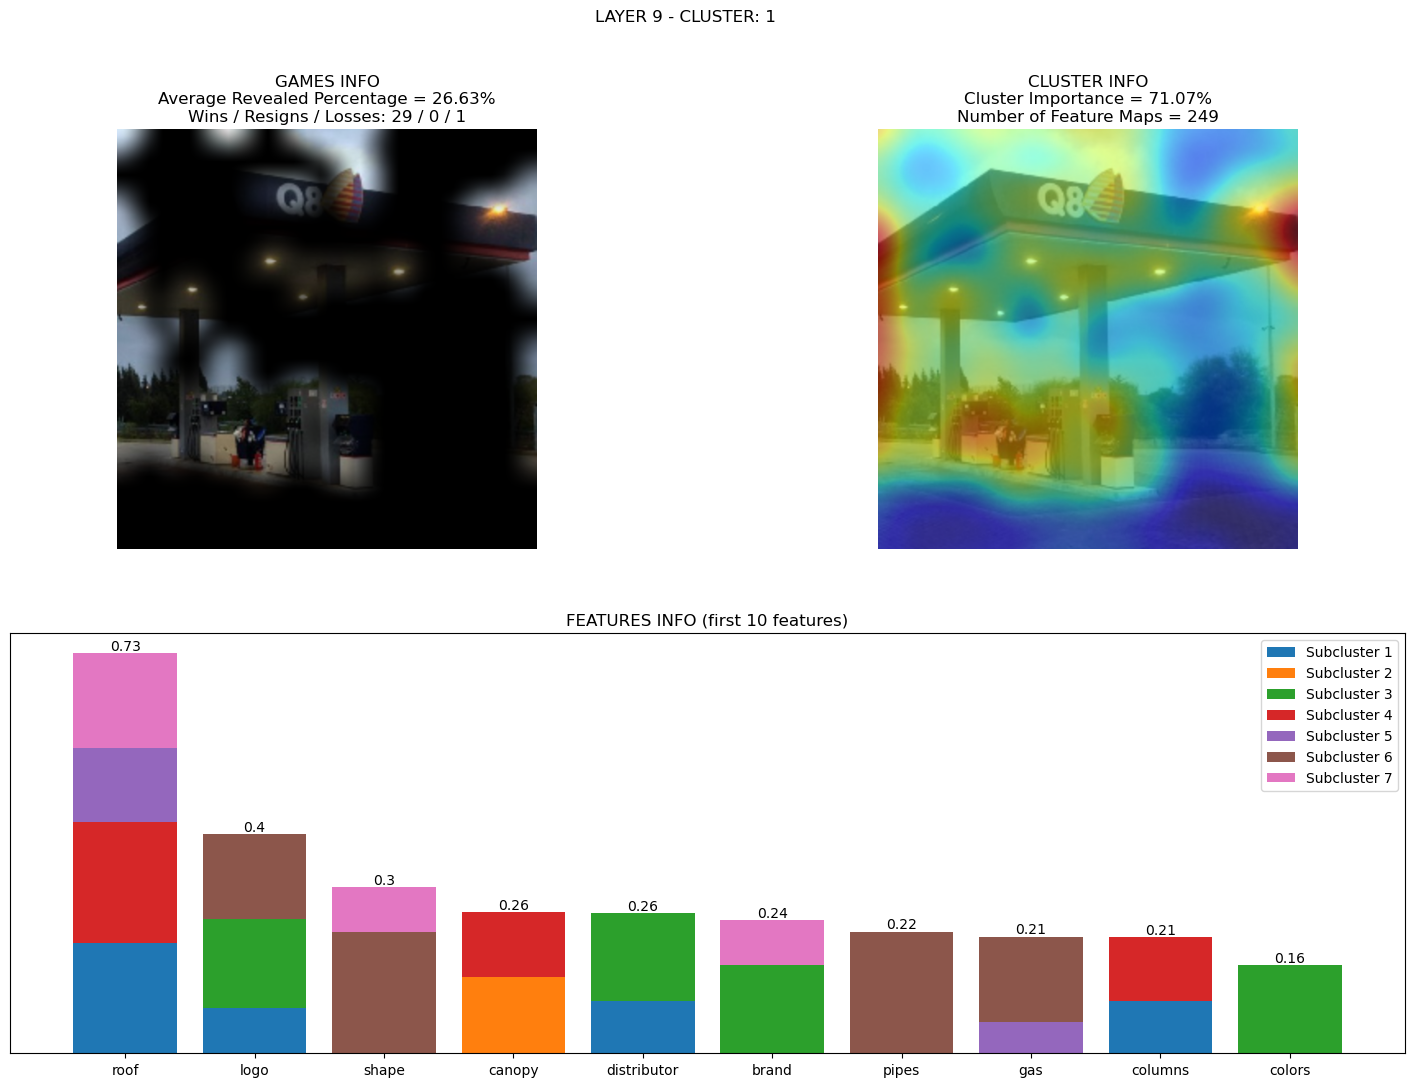 LAYER 9 - CLUSTER: 1
GAMES INFO
Average Revealed Percentage = 26.63%
Wins / Resigns / Losses: 29 / 0 / 1
CLUSTER INFO
Cluster Importance = 71.07%
Number of Feature Maps = 249
Q8
Q8
FEATURES INFO (first 10 features)
0.73
0.4
0.3
0.26
0.26
0.24
0.22
0.21
0.21
0.16
Subcluster 1
Subcluster 2
Subcluster 3
Subcluster 4
Subcluster 5
Subcluster 6
Subcluster 7
roof
logo
shape
canopy
distributor
brand
pipes
gas
columns
colors